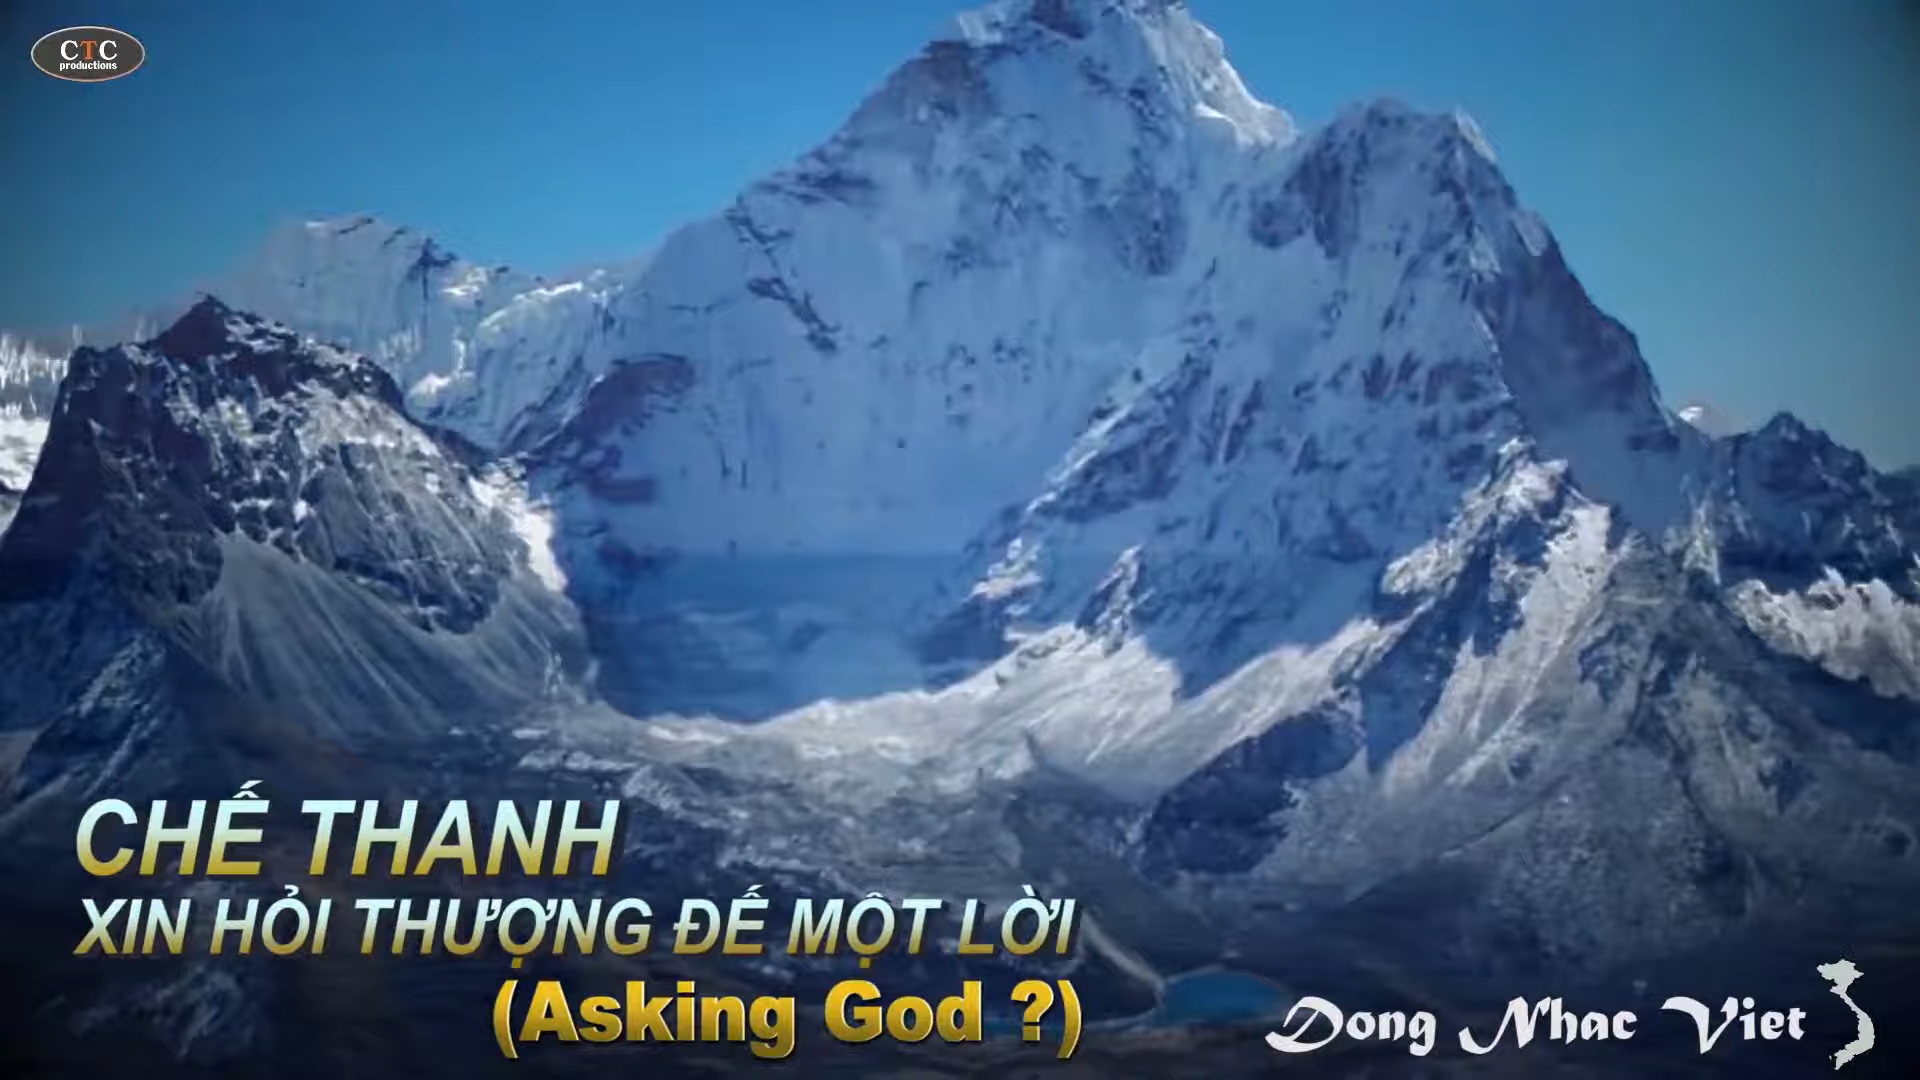 CTC
productions
CHẾ THANH
XIN HỎI THƯỢNG ĐẾ MỘT LỜI
(Asking God ?)
Dong Nhac Viet